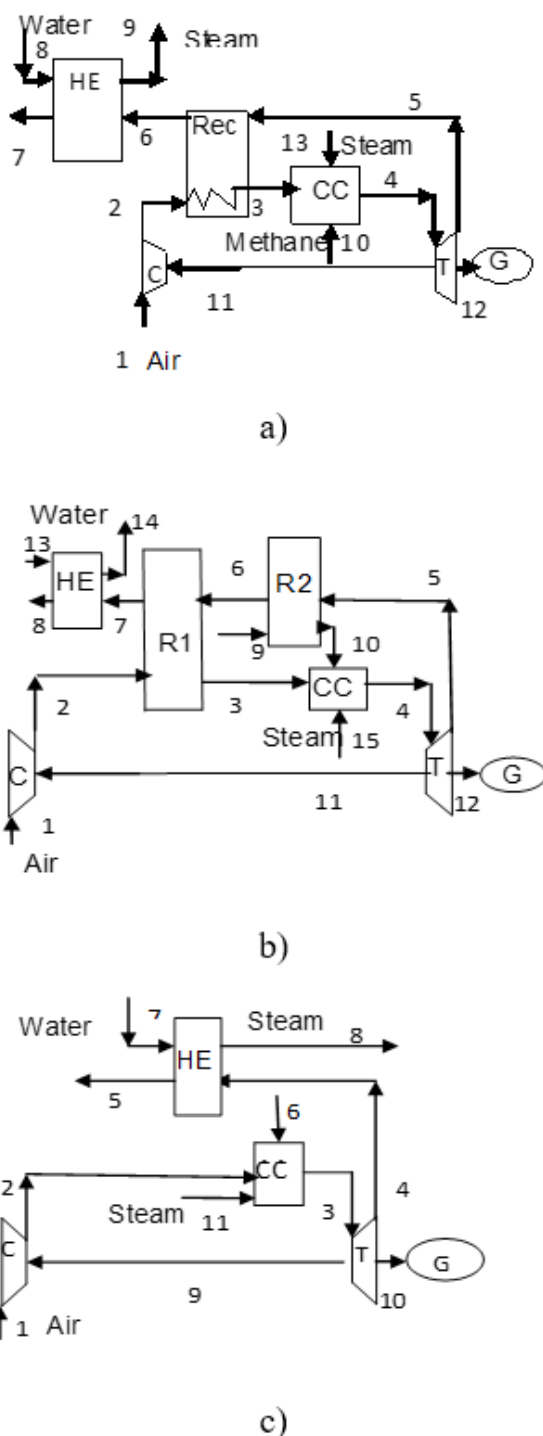 Water 9 Steam
8 HE
7 6 Rec 5
13 Steam
2 3 CC 4
Methane 10
C 11 T G
12
1 Air
a)
Water 14
13 HE 6 R2 5
8 7 R1 9 10
2 3 CC 4
Steam 15
C 11 T G
1 12
Air
b)
Water 7 Steam
HE 8
5 6
2 CC 4
Steam 11 3
C 9 T G
10
1 Air
c)